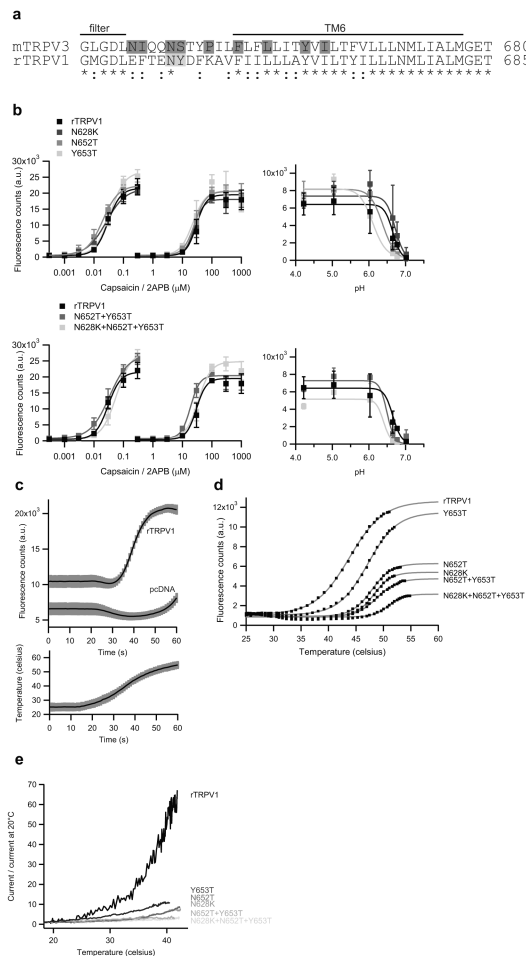 a
filter TM6
mTRPV3 GLGDLNIQQNSTYPILFLFLLITYVILTFVLLLNMLIALMGET 680
rTRPV1 GMGDLEFTENYDFKAVFIILLLAYVILTYILLLNMLIALMGET 685
b
rTRPV1
N628K
N652T
Y653T
30x10³
25
20
15
10
5
0
Fluorescence counts (a.u.)
0.001 0.01 0.1 1 10 100 1000
Capsaicin / 2APB (µM)
10x10³
8
6
4
2
0
4.0 5.0 6.0 7.0
pH
rTRPV1
N652T+Y653T
N628K+N652T+Y653T
30x10³
25
20
15
10
5
0
Fluorescence counts (a.u.)
0.001 0.01 0.1 1 10 100 1000
Capsaicin / 2APB (µM)
10x10³
8
6
4
2
0
4.0 5.0 6.0 7.0
pH
c
20x10³
15
10
5
Fluorescence counts (a.u.)
rTRPV1
pcDNA
0 10 20 30 40 50 60
Time (s)
60
50
40
30
20
Temperature (celsius)
0 10 20 30 40 50 60
Time (s)
d
12x10³
10
8
6
4
2
0
Fluorescence counts (a.u.)
rTRPV1
Y653T
N652T
N628K
N652T+Y653T
N628K+N652T+Y653T
25 30 35 40 45 50 55 60
Temperature (celsius)
e
70
60
50
40
30
20
10
0
Current / currrent at 20°C
rTRPV1
Y653T
N652T
N628K
N652T+Y653T
N628K+N652T+Y653T
20 30 40
Temperature (celsius)